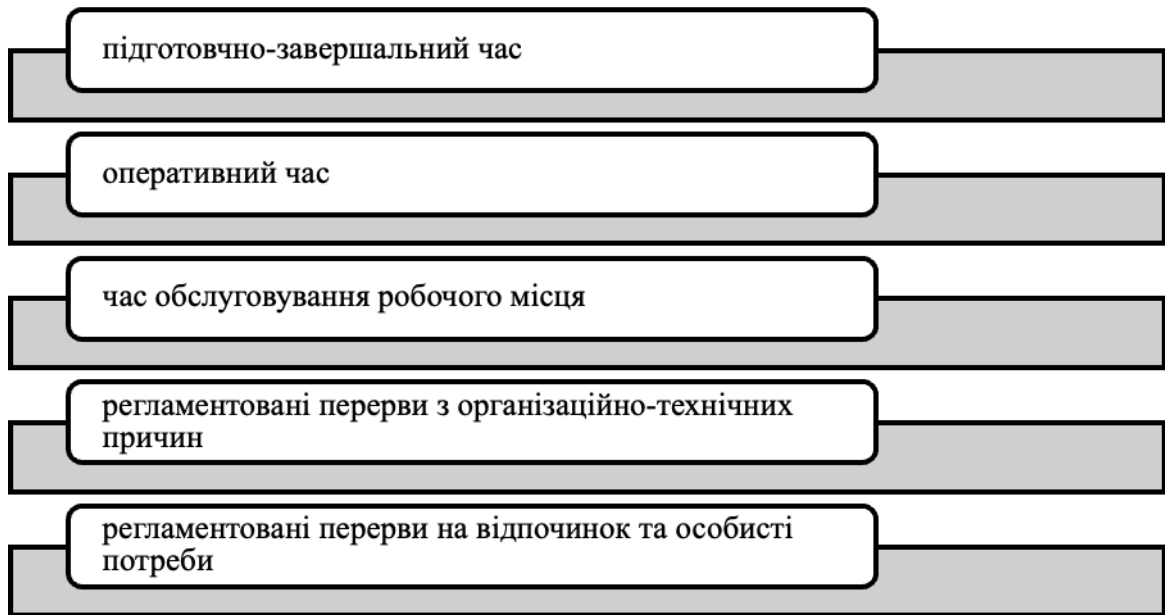 підготовчно-завершальний час
оперативний час
час обслуговування робочого місця
регламентовані перерви з організаційно-технічних
причин
регламентовані перерви на відпочинок та особисті
потреби